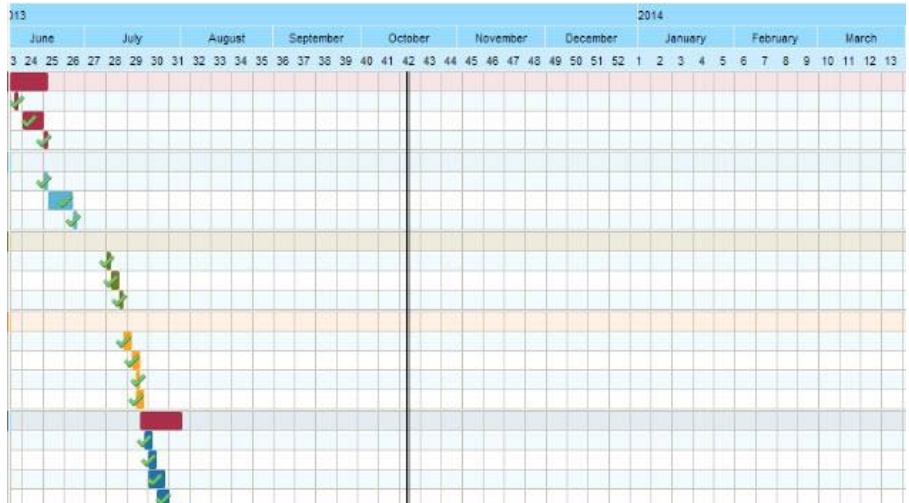 013 2014
June July August September October November December January February March
3 24 25 26 27 28 29 30 31 32 33 34 35 36 37 38 39 40 41 42 43 44 45 46 47 48 49 50 51 52 1 2 3 4 5 6 7 8 9 10 11 12 13